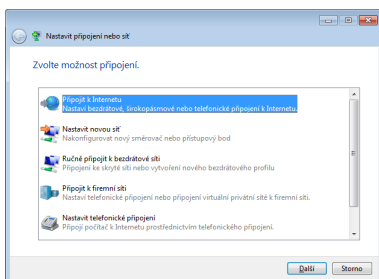 Nastavit připojení nebo síť
Zvolte možnost připojení.
Připojit k Internetu
Nastaví bezdrátové, širokopásmové nebo telefonické připojení k Internetu.
Nastavit novou síť
Nakonfigurovat nový směrovač nebo přístupový bod
Ručně připojit k bezdrátové síti
Připojení ke skryté síti nebo vytvoření nového bezdrátového profilu
Připojit k firemní síti
Nastaví telefonické připojení nebo připojení virtuální privátní sítě k firemní síti.
Nastavit telefonické připojení
Připojí počítač k Internetu prostřednictvím telefonického připojení.
Další
Storno